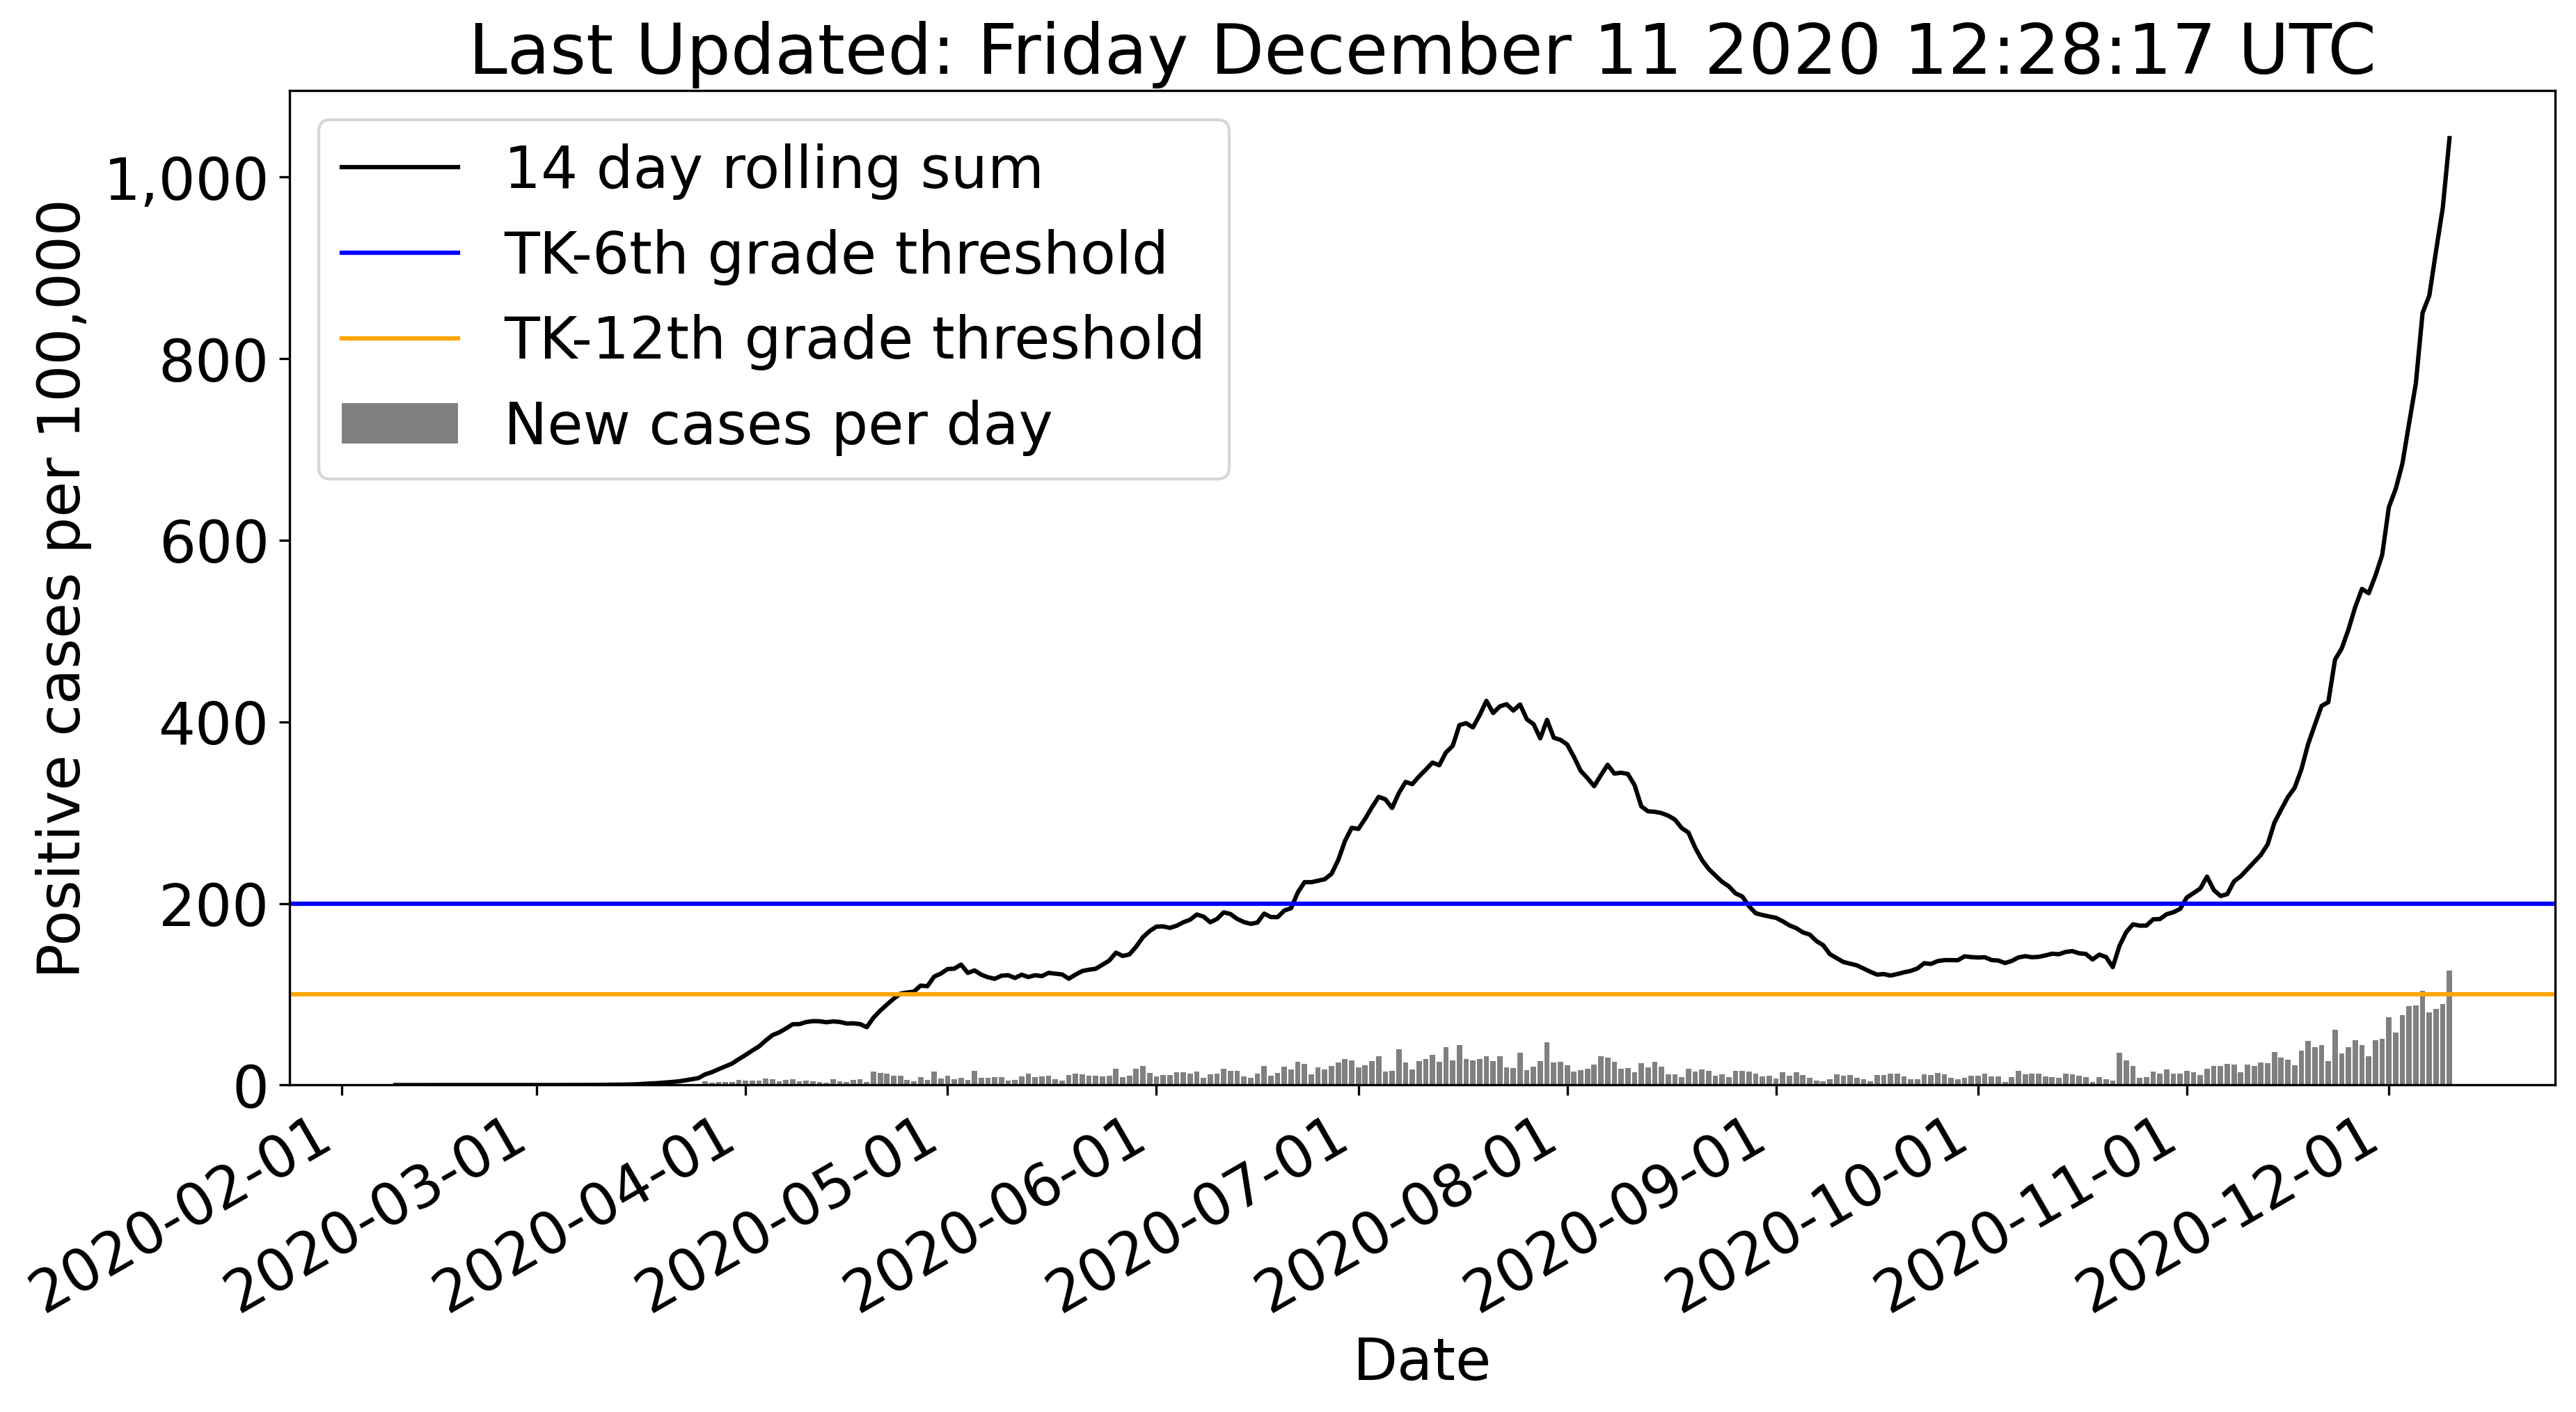 Last Updated: Friday December 11 2020 12:28:17 UTC
Positive cases per 100,000
1,000
800
600
400
200
0
14 day rolling sum
TK-6th grade threshold
TK-12th grade threshold
New cases per day
2020-02-01
2020-03-01
2020-04-01
2020-05-01
2020-06-01
2020-07-01
2020-08-01
2020-09-01
2020-10-01
2020-11-01
2020-12-01
Date